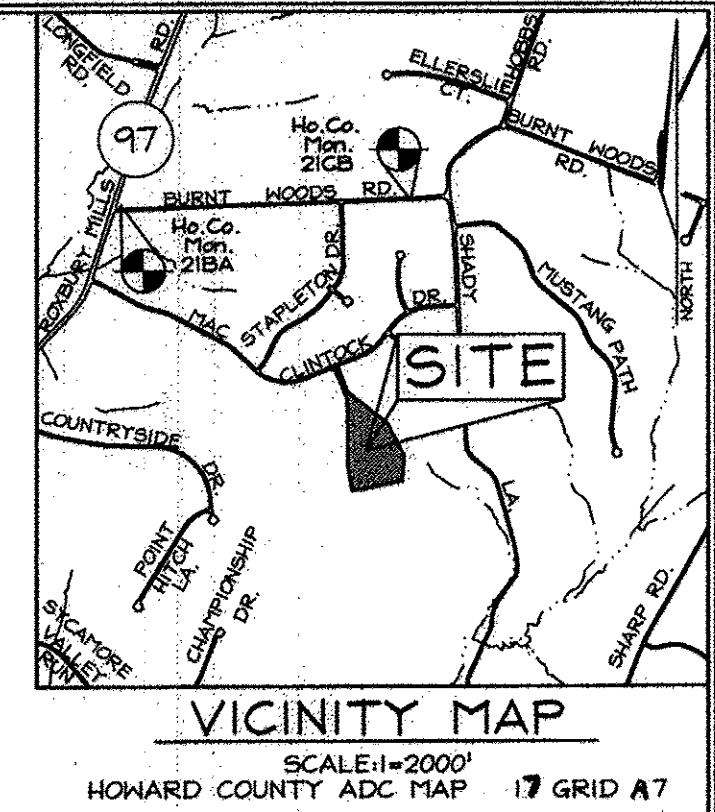 LONGFIELD RD.
RD.
97
ROXBURY MILLS
ELLERSLIE CT.
HOBBS RD.
BURNT WOODS RD.
Ho.Co.
Mon.
21CB
BURNT WOODS RD.
Ho.Co.
Mon.
21BA
STAPLETON DR.
MAC CLINTOCK DR.
SHADY
MUSTANG PATH
NORTH
SITE
COUNTRYSIDE DR.
POINT HITCH LA.
CHAMPIONSHIP DR.
LA.
SYCAMORE VALLEY RUN
SHARP RD.
VICINITY MAP
SCALE:1=2000'
HOWARD COUNTY ADC MAP 17 GRID A7